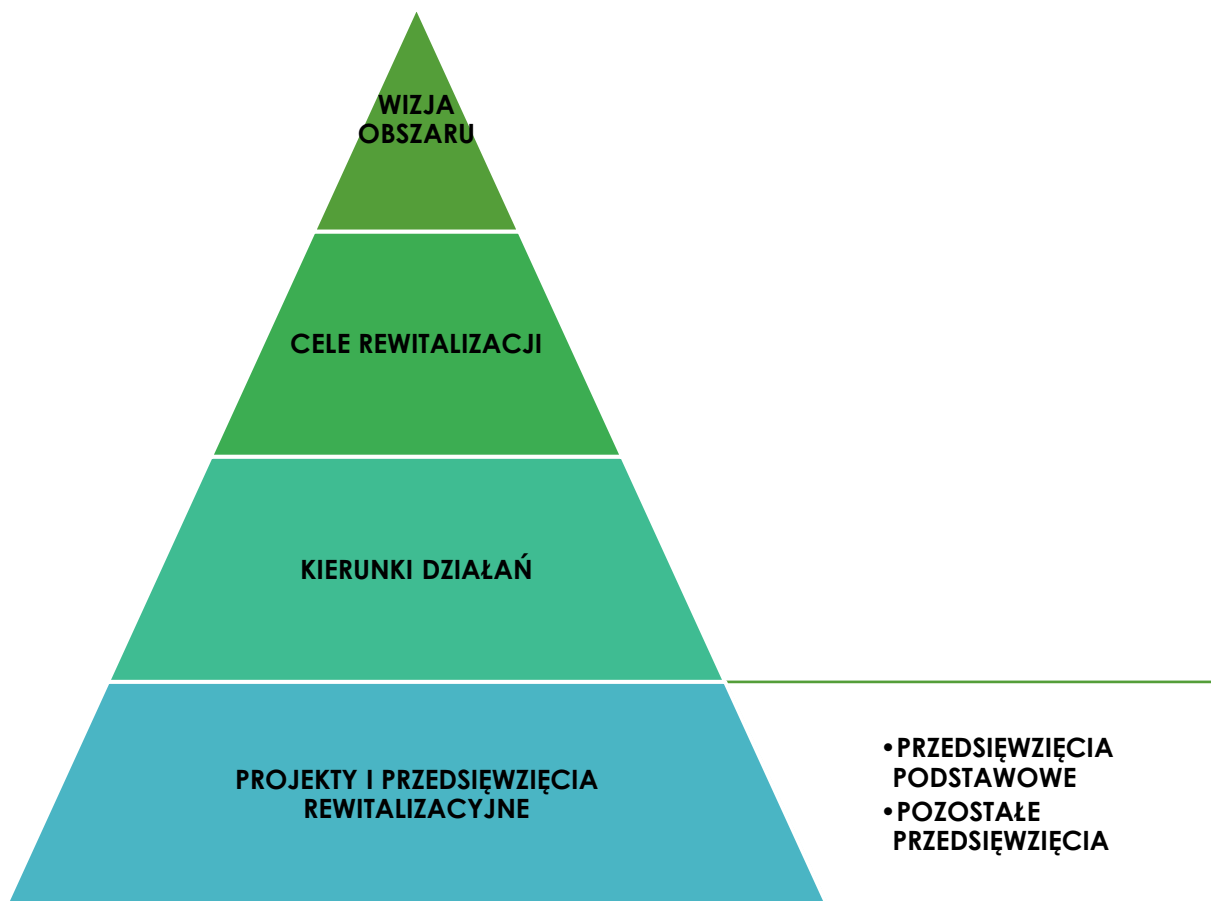 WIZJA
OBSZARU
CELE REWITALIZACJI
KIERUNKI DZIAŁAŃ
PROJEKTY I PRZEDSIĘWZIĘCIA
REWITALIZACYJNE
•PRZEDSIĘWZIĘCIA
PODSTAWOWE
•POZOSTAŁE
PRZEDSIĘWZIĘCIA